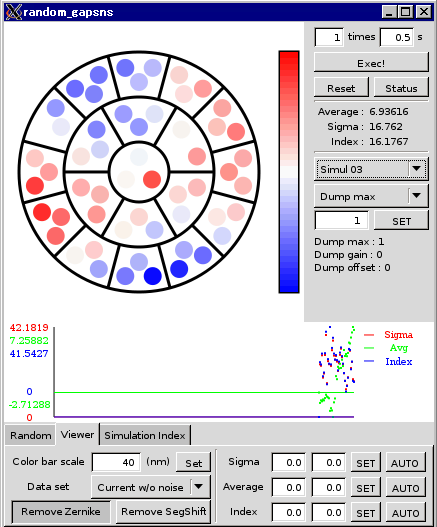 random_gapsns
1 times 0.5 s
Exec!
Reset Status
Average : 6.93616
Sigma : 16.762
Index : 16.1767
Simul 03
Dump max
1 SET
Dump max : 1
Dump gain : 0
Dump offset : 0
42.1819
7.25882
41.5427
0
-2.71288
0
Sigma
Avg
Index
Random Viewer Simulation Index
Color bar scale 40 (nm) Set
Data set Current w/o noise
Remove Zernike Remove SegShift
Sigma 0.0 0.0 SET AUTO
Average 0.0 0.0 SET AUTO
Index 0.0 0.0 SET AUTO